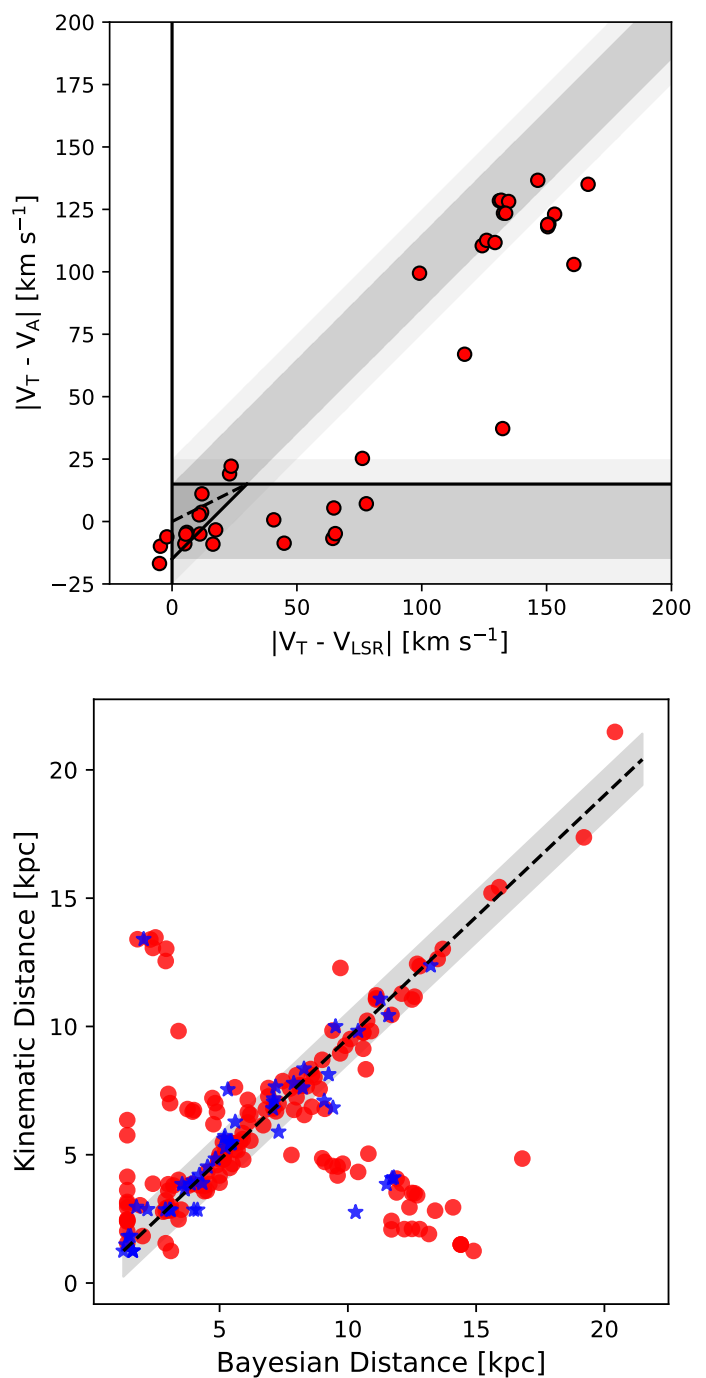 200
175
150
125
100
75
50
25
0
−25
|V_T - V_A| [km s⁻¹]
0 50 100 150 200
|V_T - V_LSR| [km s⁻¹]
20
15
10
5
0
Kinematic Distance [kpc]
5 10 15 20
Bayesian Distance [kpc]